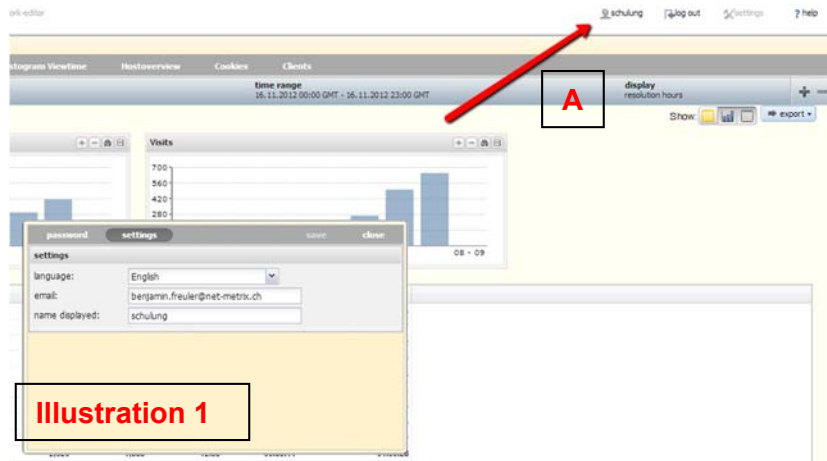 ork-editor schulung log out settings ? help
stogram Viewtime Hostoverview Cookies Clients
time range
16.11.2012 00:00 GMT - 16.11.2012 23:00 GMT
A
display
resolution hours
Show: export
Visits
700
560
420
280
08 - 09
password settings save close
settings
language: English
email: benjamin.freuler@net-metrix.ch
name displayed: schulung
Illustration 1